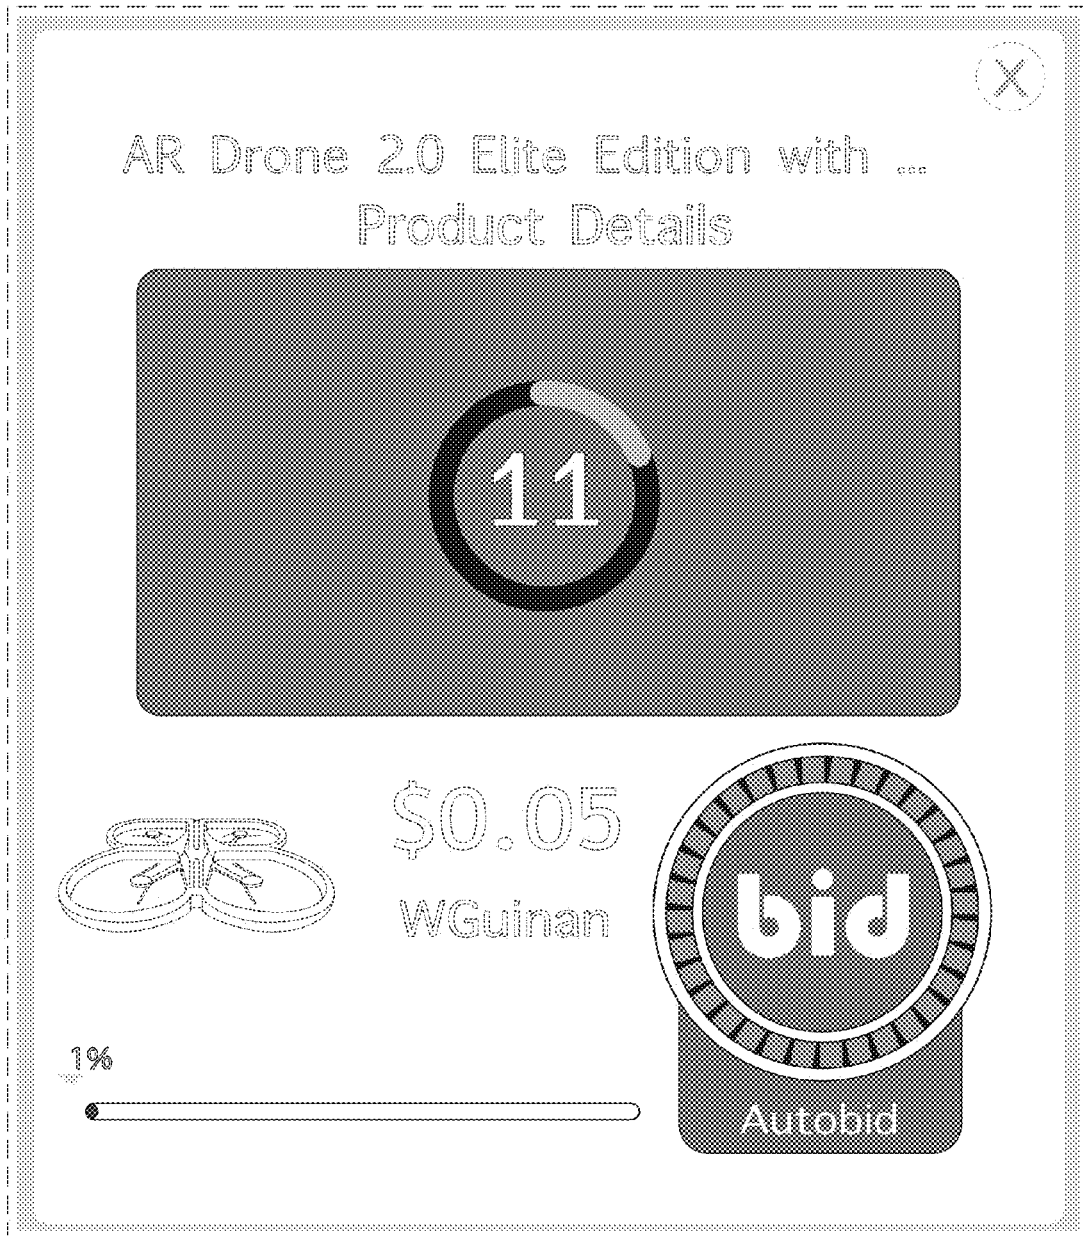 X
AR Drone 2.0 Elite Edition with ...
Product Details
11
$0.05
WGuinan
bid
1%
Autobid